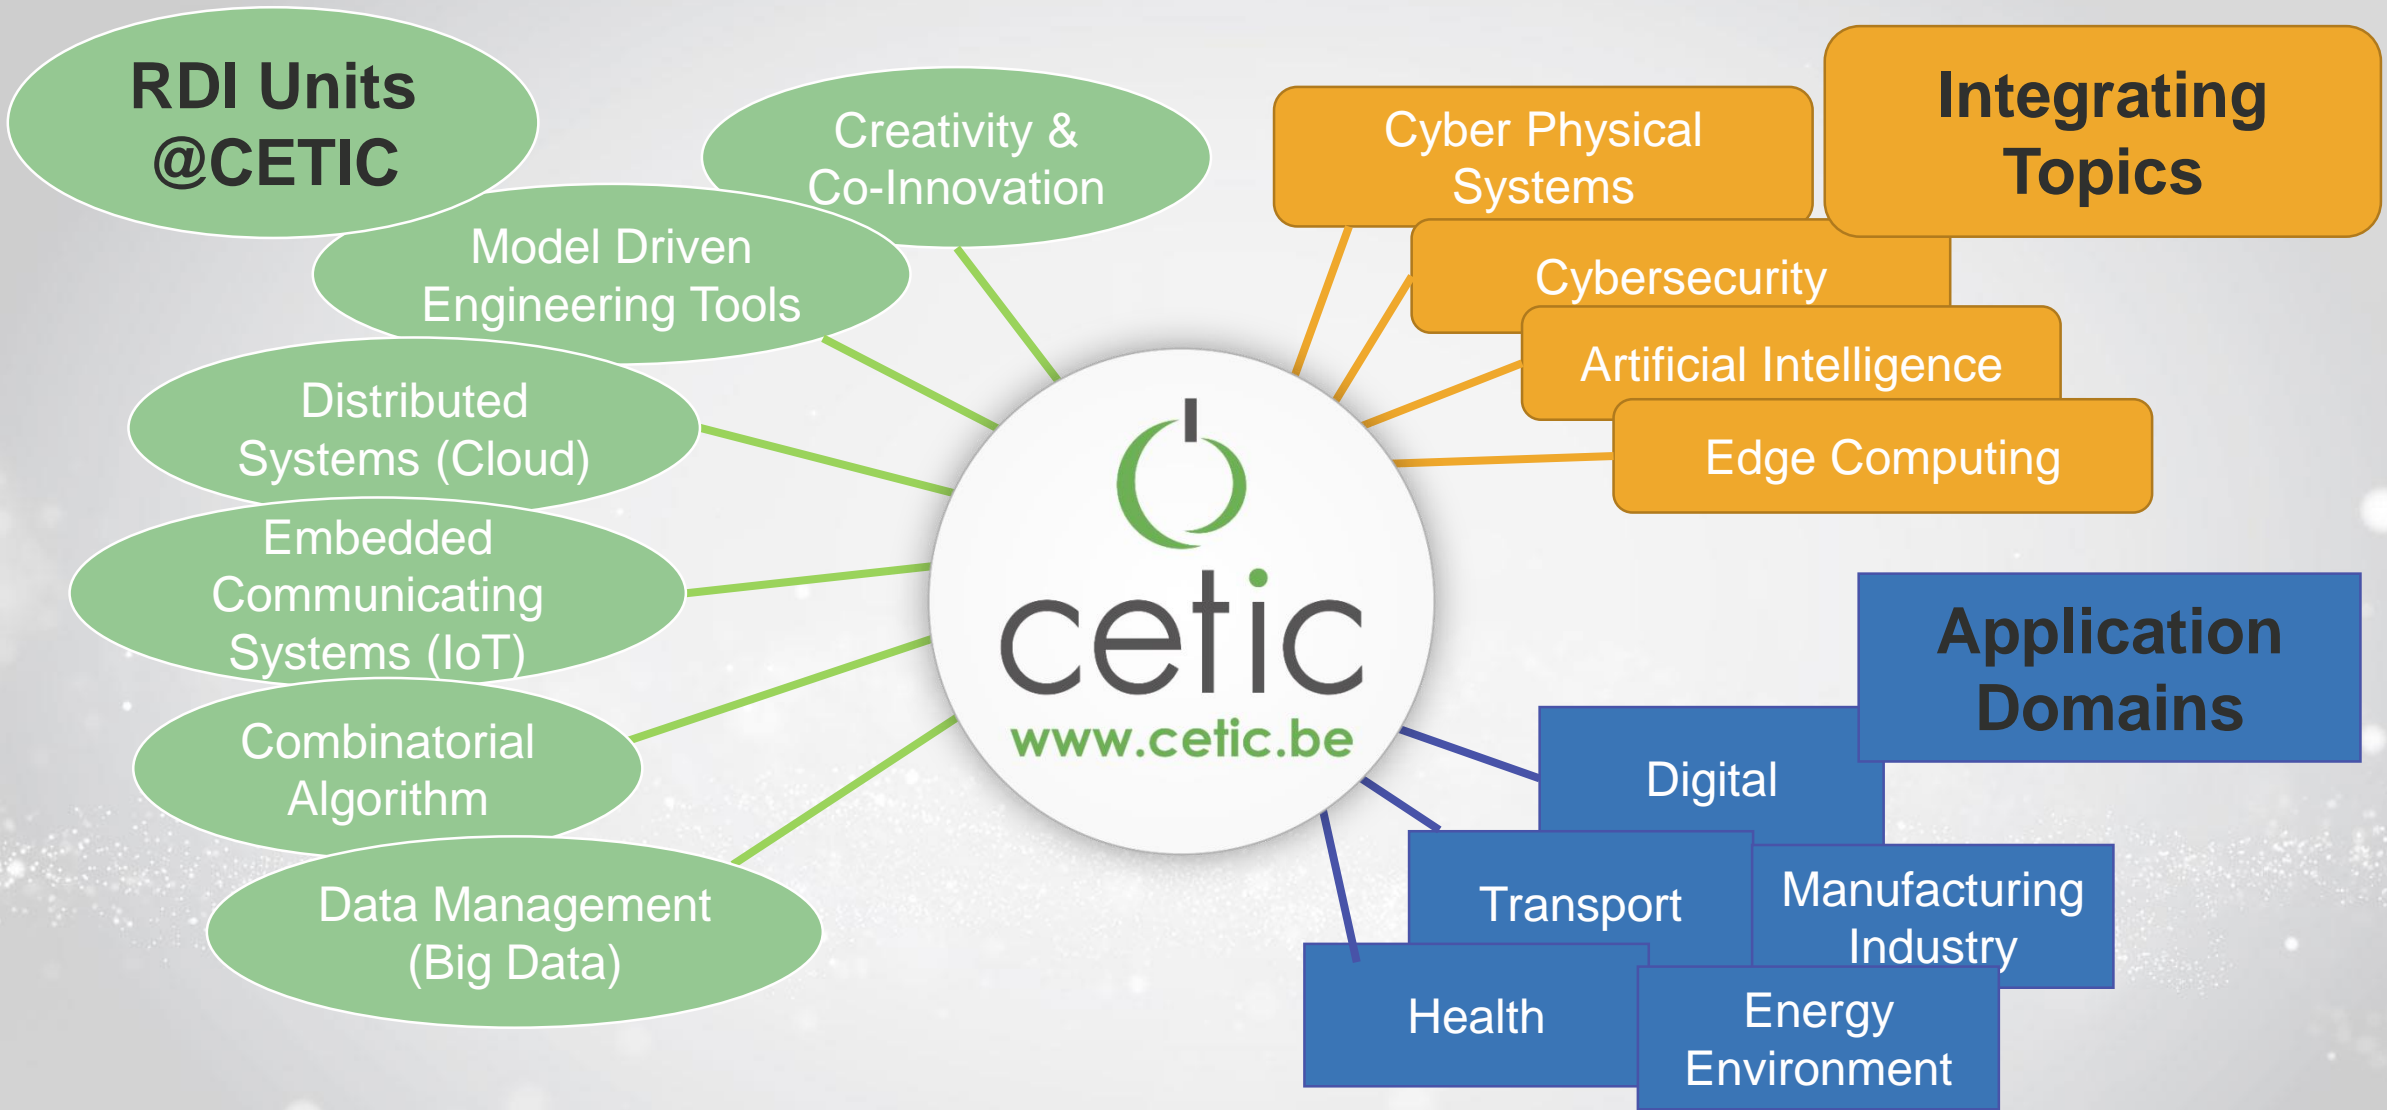 RDI Units
@CETIC
Creativity &
Co-Innovation
Model Driven
Engineering Tools
Distributed
Systems (Cloud)
Embedded
Communicating
Systems (IoT)
Combinatorial
Algorithm
Data Management
(Big Data)
cetic
www.cetic.be
Integrating
Topics
Cyber Physical
Systems
Cybersecurity
Artificial Intelligence
Edge Computing
Application
Domains
Digital
Transport
Manufacturing
Industry
Health
Energy
Environment